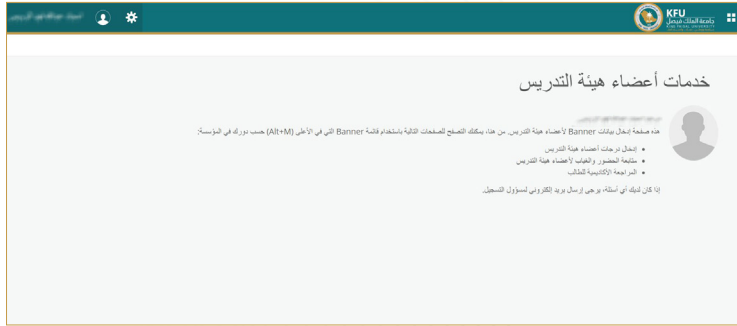 KFU
جامعة الملك فيصل
KING FAISAL UNIVERSITY
خدمات أعضاء هيئة التدريس
هذه صفحة إدخال بيانات Banner لأعضاء هيئة التدريس. من هنا، يمكنك التصفح للصفحات التالية باستخدام قائمة Banner التي في الأعلى (Alt+M) حسب دورك في المؤسسة:
إدخال درجات أعضاء هيئة التدريس
متابعة الحضور والغياب لأعضاء هيئة التدريس
المراجعة الأكاديمية للطالب
إذا كان لديك أي أسئلة، يرجى إرسال بريد إلكتروني لمسؤول التسجيل.